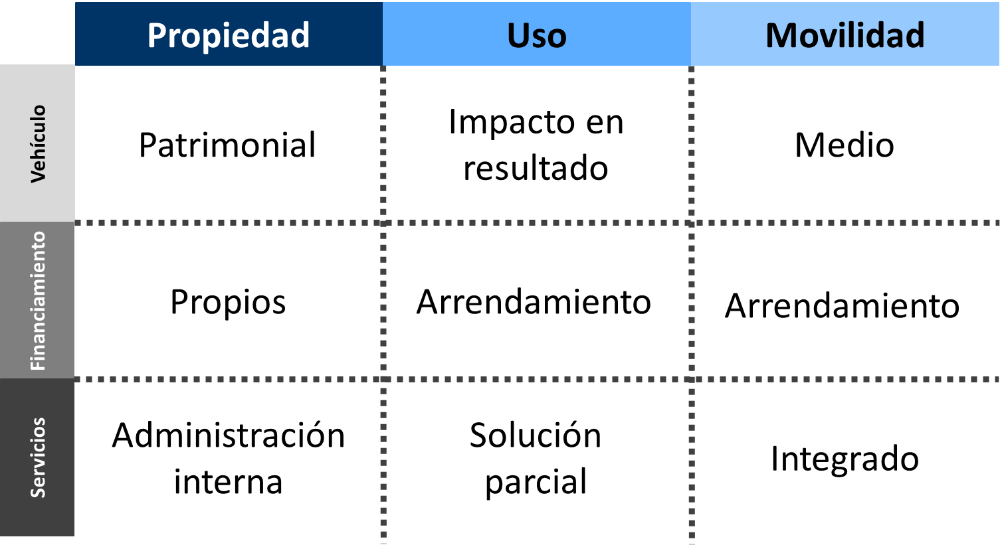 Propiedad Uso Movilidad
Vehículo
Patrimonial
Impacto en
resultado
Medio
Financiamiento
Propios
Arrendamiento
Arrendamiento
Servicios
Administración
interna
Solución
parcial
Integrado